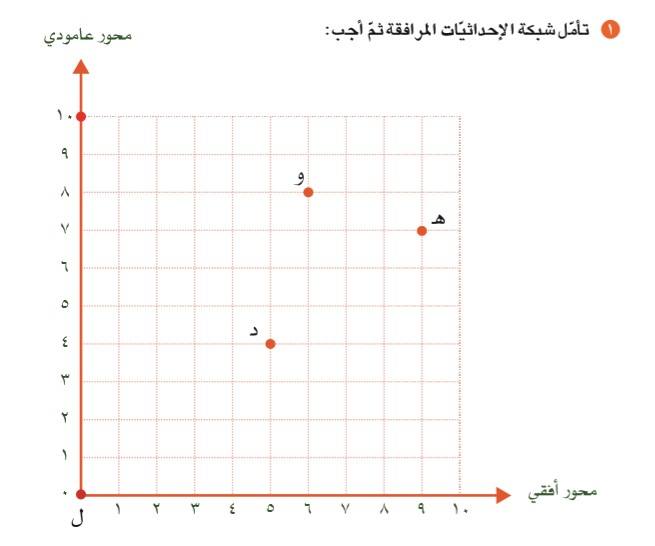 ١ تأمّل شبكة الإحداثيّات المرافقة ثمّ أجب:
محور عامودي
١٠
٩
٨
و
٧
هـ
٦
٥
٤
د
٣
٢
١
٠
محور أفقي
ل ١ ٢ ٣ ٤ ٥ ٦ ٧ ٨ ٩ ١٠